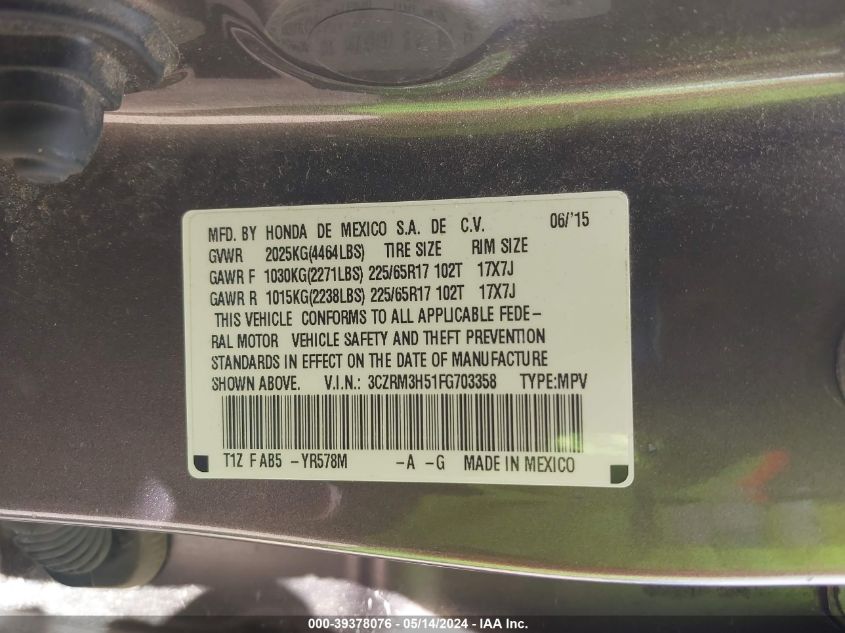 MFD. BY HONDA DE MEXICO S.A. DE C.V. 06/'15
GVWR 2025KG(4464LBS) TIRE SIZE RIM SIZE
GAWR F 1030KG(2271LBS) 225/65R17 102T 17X7J
GAWR R 1015KG(2238LBS) 225/65R17 102T 17X7J
THIS VEHICLE CONFORMS TO ALL APPLICABLE FEDE-
RAL MOTOR VEHICLE SAFETY AND THEFT PREVENTION
STANDARDS IN EFFECT ON THE DATE OF MANUFACTURE
SHOWN ABOVE. V.I.N.: 3CZRM3H51FG703358 TYPE:MPV
T1Z F AB5 -YR578M -A -G MADE IN MEXICO
000-39378076 - 05/14/2024 - IAA Inc.